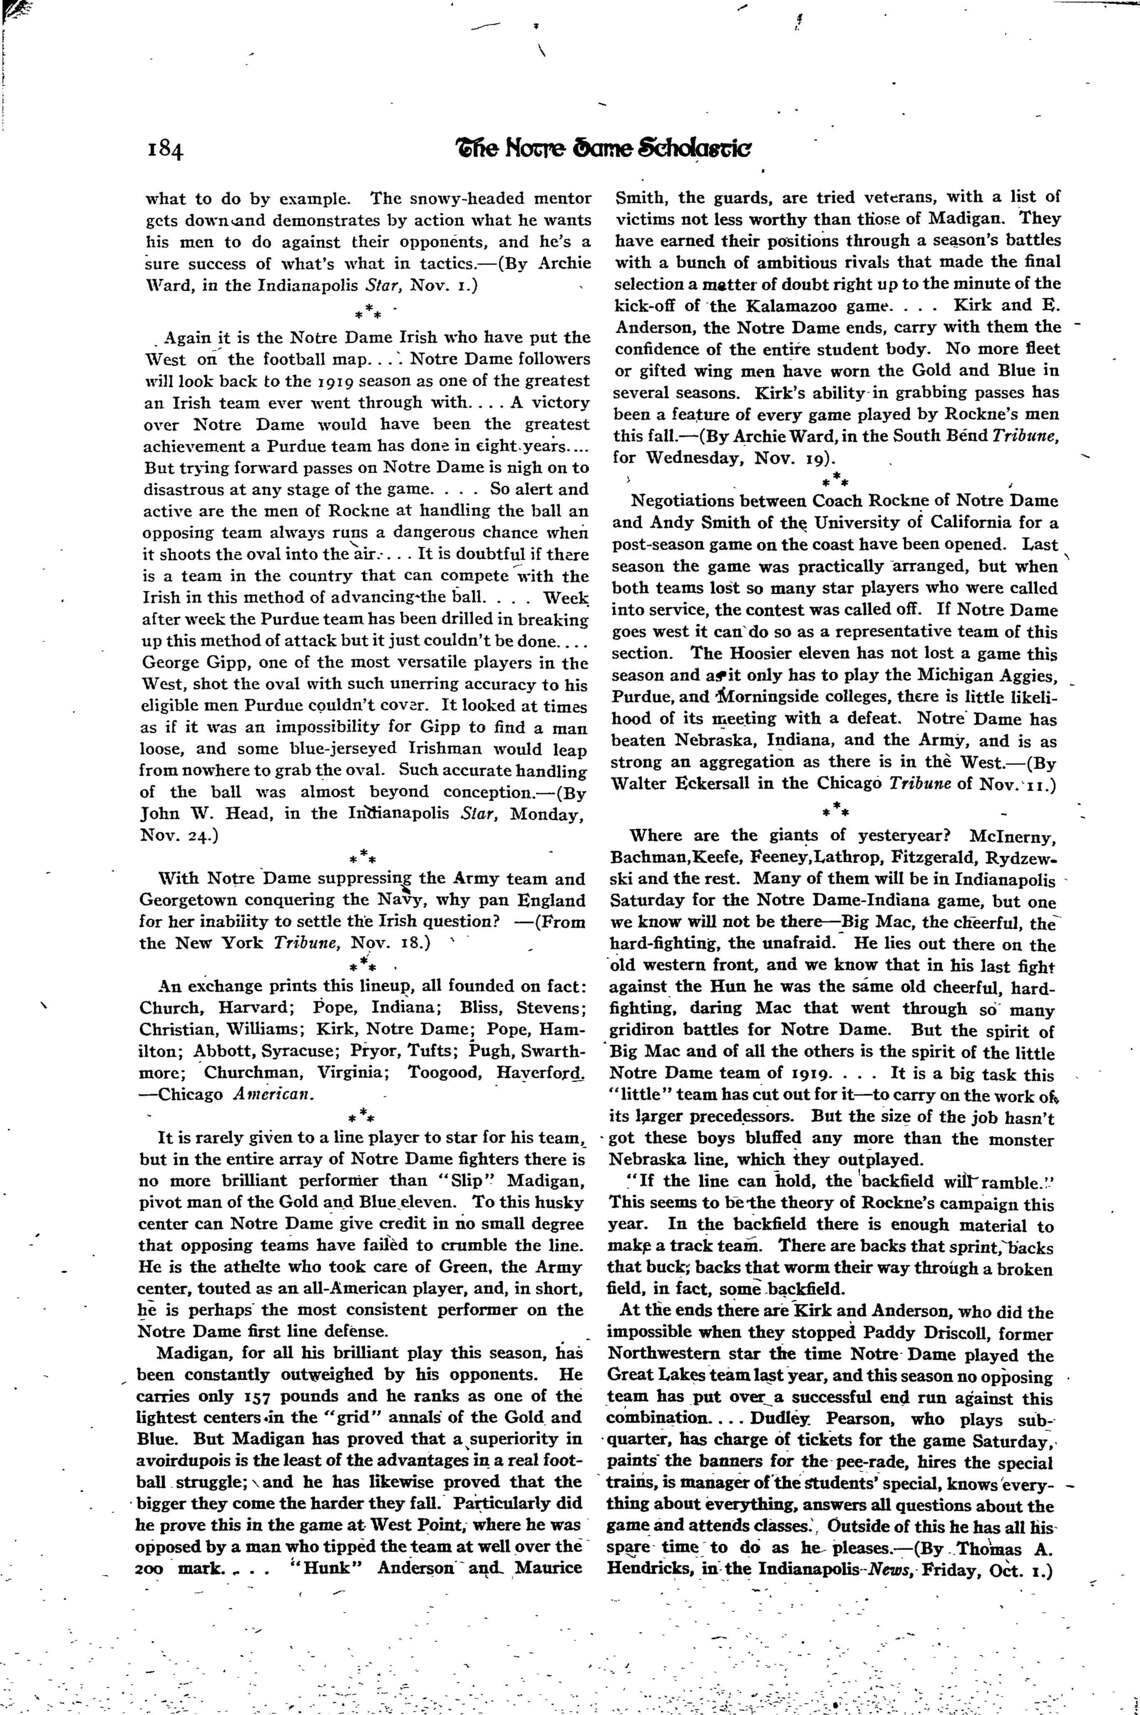 184
The Notre Dame Scholastic
what to do by example. The snowy-headed mentor
gets down and demonstrates by action what he wants
his men to do against their opponents, and he's a
sure success of what's what in tactics.—(By Archie
Ward, in the Indianapolis Star, Nov. 1.)
***
Again it is the Notre Dame Irish who have put the
West on the football map.... Notre Dame followers
will look back to the 1919 season as one of the greatest
an Irish team ever went through with.... A victory
over Notre Dame would have been the greatest
achievement a Purdue team has done in eight years....
But trying forward passes on Notre Dame is nigh on to
disastrous at any stage of the game. . . . So alert and
active are the men of Rockne at handling the ball an
opposing team always runs a dangerous chance when
it shoots the oval into the air.... It is doubtful if there
is a team in the country that can compete with the
Irish in this method of advancing the ball. . . . Week
after week the Purdue team has been drilled in breaking
up this method of attack but it just couldn't be done....
George Gipp, one of the most versatile players in the
West, shot the oval with such unerring accuracy to his
eligible men Purdue couldn't cover. It looked at times
as if it was an impossibility for Gipp to find a man
loose, and some blue-jerseyed Irishman would leap
from nowhere to grab the oval. Such accurate handling
of the ball was almost beyond conception.—(By
John W. Head, in the Indianapolis Star, Monday,
Nov. 24.)
***
With Notre Dame suppressing the Army team and
Georgetown conquering the Navy, why pan England
for her inability to settle the Irish question? —(From
the New York Tribune, Nov. 18.)
***
An exchange prints this lineup, all founded on fact:
Church, Harvard; Pope, Indiana; Bliss, Stevens;
Christian, Williams; Kirk, Notre Dame; Pope, Ham-
ilton; Abbott, Syracuse; Pryor, Tufts; Pugh, Swarth-
more; Churchman, Virginia; Toogood, Haverford.
—Chicago American.
***
It is rarely given to a line player to star for his team,
but in the entire array of Notre Dame fighters there is
no more brilliant performer than "Slip" Madigan,
pivot man of the Gold and Blue eleven. To this husky
center can Notre Dame give credit in no small degree
that opposing teams have failed to crumble the line.
He is the athelte who took care of Green, the Army
center, touted as an all-American player, and, in short,
he is perhaps the most consistent performer on the
Notre Dame first line defense.
Madigan, for all his brilliant play this season, has
been constantly outweighed by his opponents. He
carries only 157 pounds and he ranks as one of the
lightest centers in the "grid" annals of the Gold and
Blue. But Madigan has proved that a superiority in
avoirdupois is the least of the advantages in a real foot-
ball struggle; and he has likewise proved that the
bigger they come the harder they fall. Particularly did
he prove this in the game at West Point, where he was
opposed by a man who tipped the team at well over the
200 mark. . . . "Hunk" Anderson and Maurice
Smith, the guards, are tried veterans, with a list of
victims not less worthy than those of Madigan. They
have earned their positions through a season's battles
with a bunch of ambitious rivals that made the final
selection a matter of doubt right up to the minute of the
kick-off of the Kalamazoo game. . . . Kirk and E.
Anderson, the Notre Dame ends, carry with them the
confidence of the entire student body. No more fleet
or gifted wing men have worn the Gold and Blue in
several seasons. Kirk's ability in grabbing passes has
been a feature of every game played by Rockne's men
this fall.—(By Archie Ward, in the South Bend Tribune,
for Wednesday, Nov. 19).
***
Negotiations between Coach Rockne of Notre Dame
and Andy Smith of the University of California for a
post-season game on the coast have been opened. Last
season the game was practically arranged, but when
both teams lost so many star players who were called
into service, the contest was called off. If Notre Dame
goes west it can do so as a representative team of this
section. The Hoosier eleven has not lost a game this
season and as it only has to play the Michigan Aggies,
Purdue, and Morningside colleges, there is little likeli-
hood of its meeting with a defeat. Notre Dame has
beaten Nebraska, Indiana, and the Army, and is as
strong an aggregation as there is in the West.—(By
Walter Eckersall in the Chicago Tribune of Nov. 11.)
***
Where are the giants of yesteryear? McInerny,
Bachman, Keefe, Feeney, Lathrop, Fitzgerald, Rydzew-
ski and the rest. Many of them will be in Indianapolis
Saturday for the Notre Dame-Indiana game, but one
we know will not be there—Big Mac, the cheerful, the
hard-fighting, the unafraid. He lies out there on the
old western front, and we know that in his last fight
against the Hun he was the same old cheerful, hard-
fighting, daring Mac that went through so many
gridiron battles for Notre Dame. But the spirit of
Big Mac and of all the others is the spirit of the little
Notre Dame team of 1919. . . . It is a big task this
"little" team has cut out for it—to carry on the work of
its larger precedessors. But the size of the job hasn't
got these boys bluffed any more than the monster
Nebraska line, which they outplayed.
"If the line can hold, the backfield will ramble."
This seems to be the theory of Rockne's campaign this
year. In the backfield there is enough material to
make a track team. There are backs that sprint, backs
that buck; backs that worm their way through a broken
field, in fact, some backfield.
At the ends there are Kirk and Anderson, who did the
impossible when they stopped Paddy Driscoll, former
Northwestern star the time Notre Dame played the
Great Lakes team last year, and this season no opposing
team has put over a successful end run against this
combination.... Dudley Pearson, who plays sub-
quarter, has charge of tickets for the game Saturday,
paints the banners for the pee-rade, hires the special
trains, is manager of the students' special, knows every-
thing about everything, answers all questions about the
game and attends classes. Outside of this he has all his
spare time to do as he pleases.—(By Thomas A.
Hendricks, in the Indianapolis News, Friday, Oct. 1.)